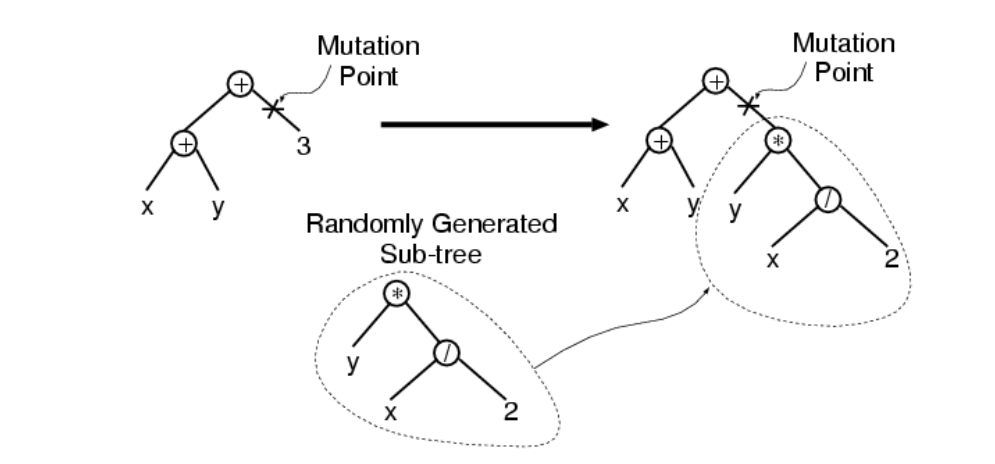 Mutation
Point
+
+
3
x
y
Mutation
Point
+
+
*
x
y
y
/
x
2
Randomly Generated
Sub-tree
*
y
/
x
2